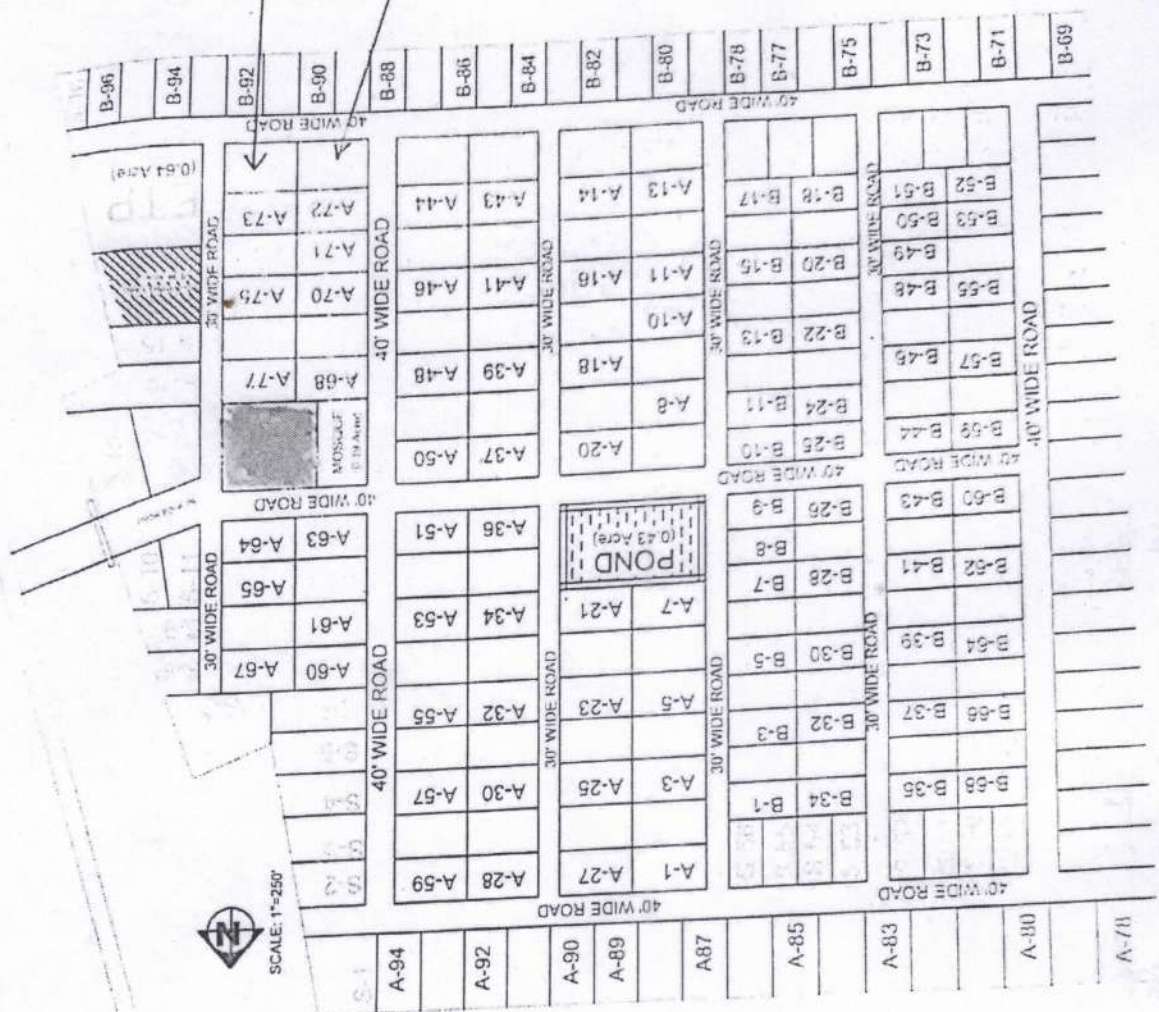 B-96
B-94
B-92
B-90
B-88
B-86
B-84
B-82
B-80
B-78
B-77
B-75
B-73
B-71
B-69
40' WIDE ROAD
40' WIDE ROAD
(0.64 Acre)
30' WIDE ROAD
A-73
A-72
A-71
A-75
A-70
A-77
A-68
MOSQUE
40' WIDE ROAD
A-44
A-43
A-46
A-41
A-48
A-39
A-50
A-37
30' WIDE ROAD
A-14
A-13
A-16
A-11
A-10
A-18
A-8
A-20
30' WIDE ROAD
B-17
B-18
B-15
B-20
B-13
B-22
B-11
B-24
B-10
B-25
30' WIDE ROAD
B-51
B-52
B-50
B-53
B-49
B-48
B-55
B-46
B-57
B-44
B-59
40' WIDE ROAD
40' WIDE ROAD
40' WIDE ROAD
40' WIDE ROAD
30' WIDE ROAD
A-64
A-63
A-65
A-61
A-67
A-60
40' WIDE ROAD
A-51
A-36
A-53
A-34
A-55
A-32
A-57
A-30
A-59
A-28
30' WIDE ROAD
POND
(0.43 Acre)
A-21
A-7
A-23
A-5
A-25
A-3
A-27
A-1
30' WIDE ROAD
B-9
B-26
B-8
B-7
B-28
B-5
B-30
B-3
B-32
B-1
B-34
30' WIDE ROAD
B-43
B-60
B-41
B-62
B-39
B-64
B-37
B-66
B-35
B-68
40' WIDE ROAD
40' WIDE ROAD
N
SCALE: 1"=250'
S-1
A-94
A-92
A-90
A-89
A87
A-85
A-83
A-80
A-78